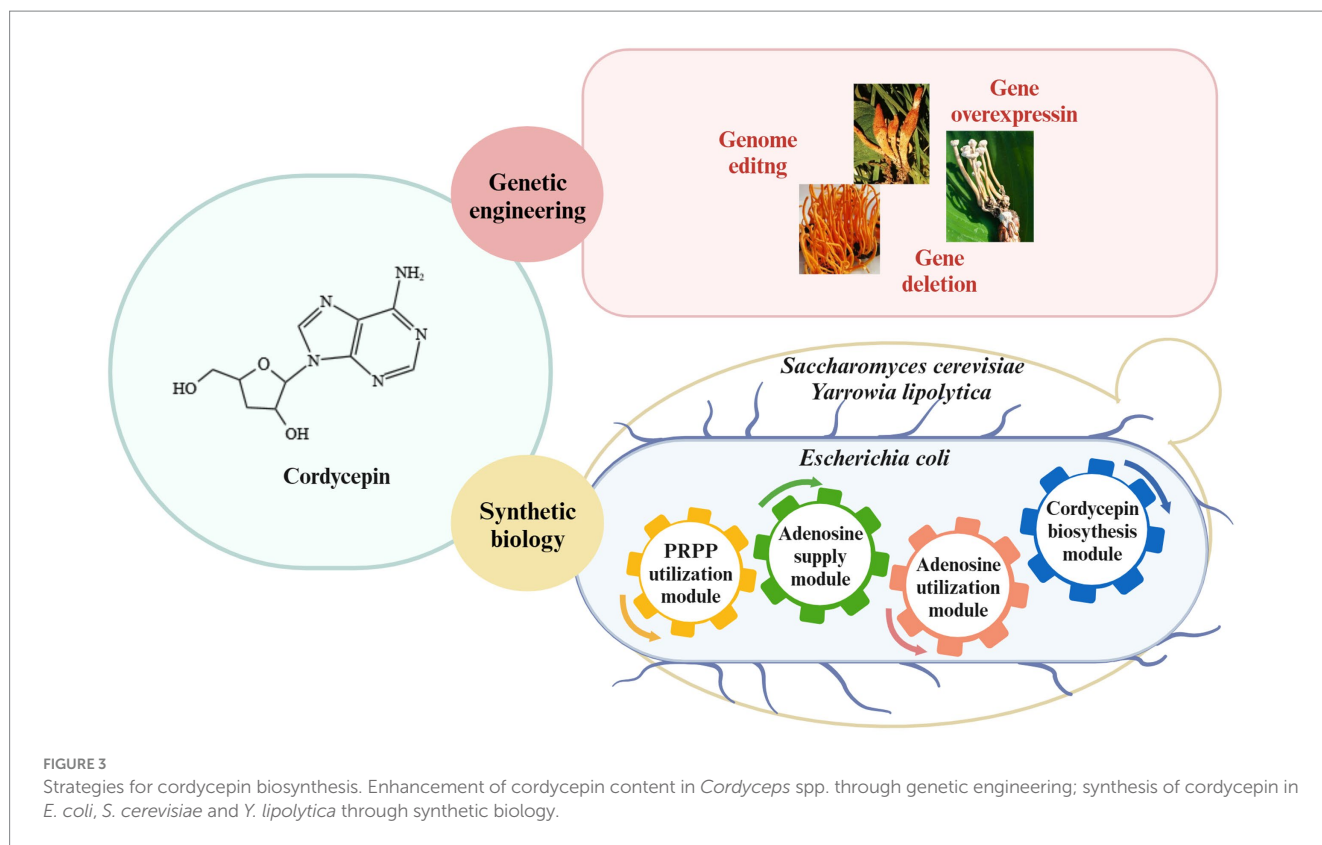 Genetic
engineering
Genome
editng
Gene
overexpressin
Gene
deletion
NH₂
N
N
N
N
O
HO
OH
Cordycepin
Synthetic
biology
Saccharomyces cerevisiae
Yarrowia lipolytica
Escherichia coli
PRPP
utilization
module
Adenosine
supply
module
Adenosine
utilization
module
Cordycepin
biosythesis
module
FIGURE 3
Strategies for cordycepin biosynthesis. Enhancement of cordycepin content in Cordyceps spp. through genetic engineering; synthesis of cordycepin in
E. coli, S. cerevisiae and Y. lipolytica through synthetic biology.